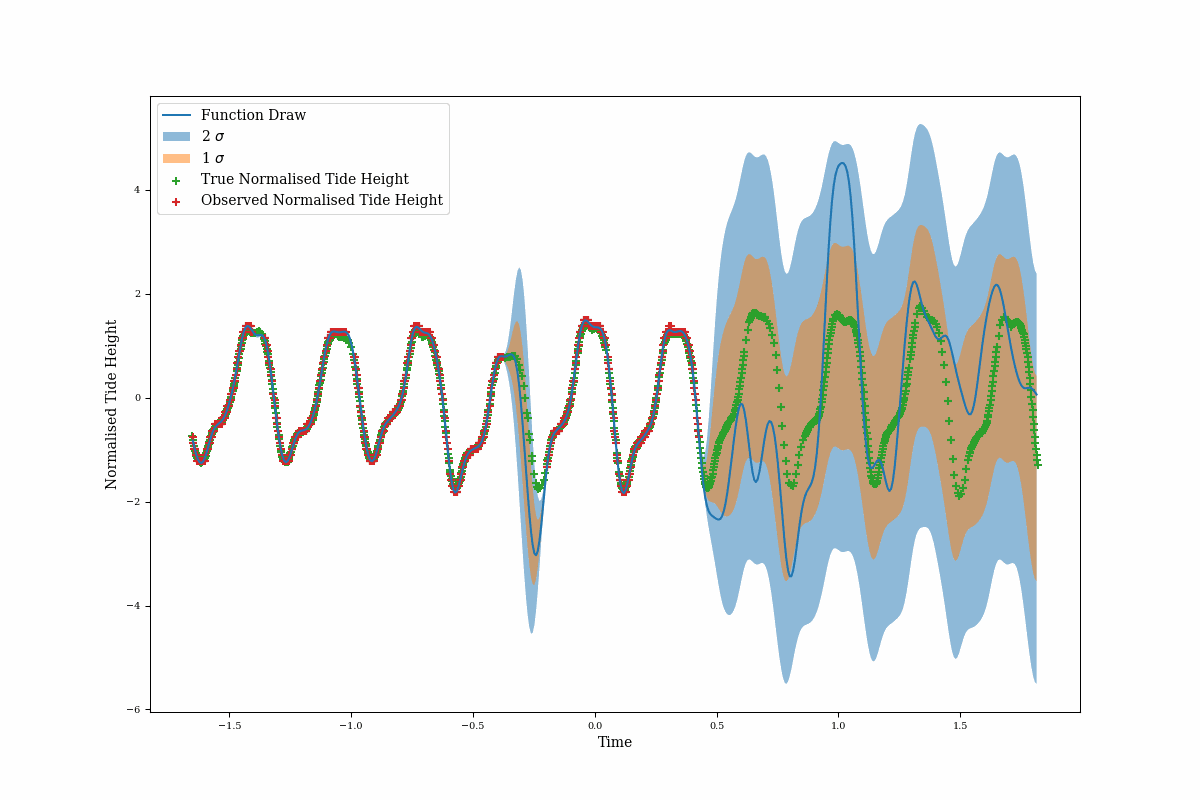 Function Draw
2 σ
1 σ
True Normalised Tide Height
Observed Normalised Tide Height
Normalised Tide Height
4
2
0
−2
−4
−6
−1.5 −1.0 −0.5 0.0 0.5 1.0 1.5
Time